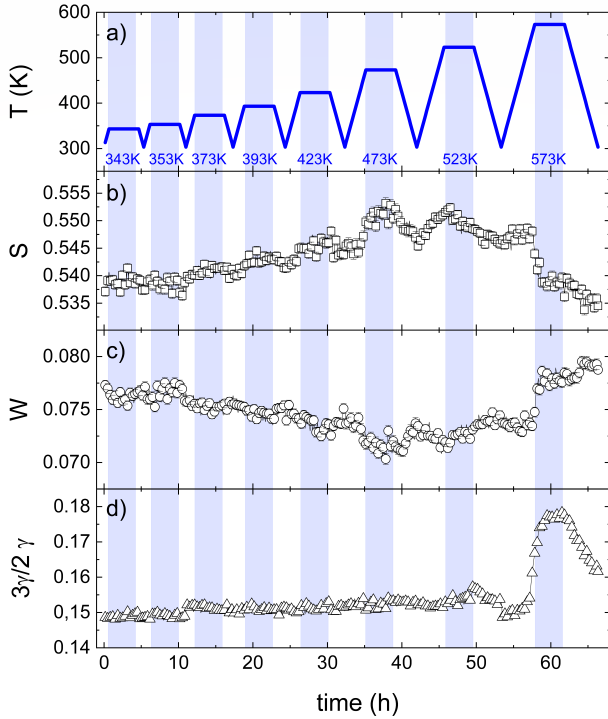 600
a)
500
400
300
T (K)
343K 353K 373K 393K 423K 473K 523K 573K
0.555
b)
0.550
0.545
0.540
0.535
S
c)
0.080
0.075
0.070
W
0.18
d)
0.17
0.16
0.15
0.14
3γ/2 γ
0 10 20 30 40 50 60
time (h)